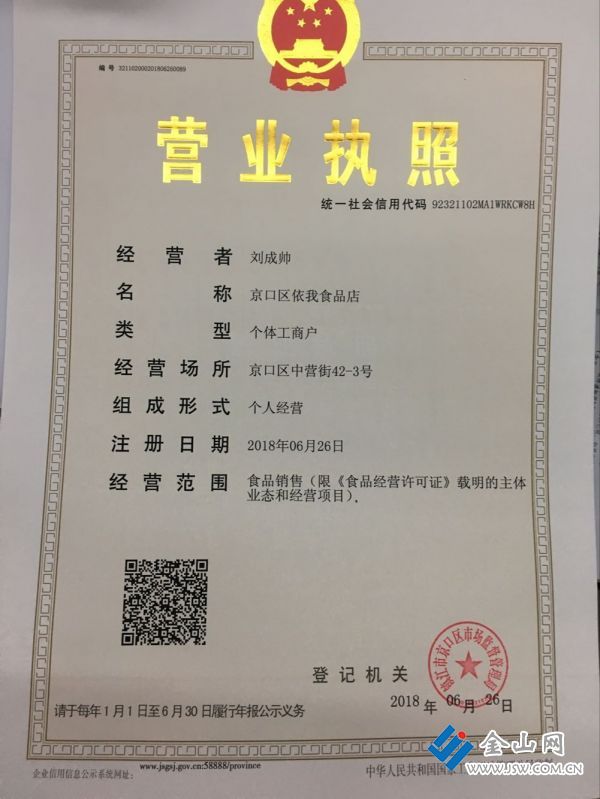 编号 321102000201806260089
营业执照
统一社会信用代码 92321102MA1WRKCW8H
经营者 刘成帅
名称 京口区依我食品店
类型 个体工商户
经营场所 京口区中营街42-3号
组成形式 个人经营
注册日期 2018年06月26日
经营范围 食品销售（限《食品经营许可证》载明的主体
业态和经营项目）.
镇江市京口区市场监督管理局
登记机关
2018 年 06 月 26 日
请于每年1月1日至6月30日履行年报公示义务
金山网
WWW.JSW.COM.CN
企业信用信息公示系统网址： www.jsgsj.gov.cn:58888/province
中华人民共和国国家工